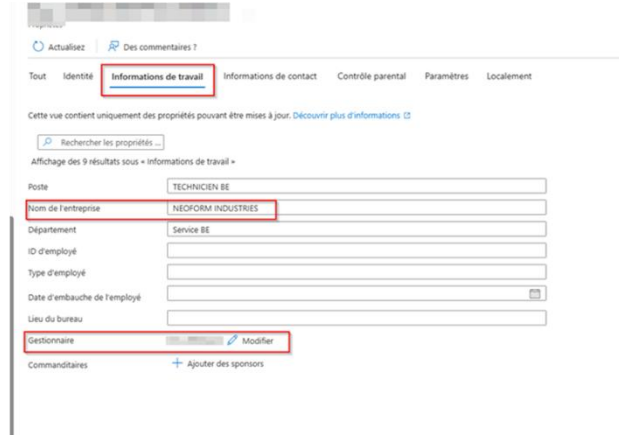 Actualisez Des commentaires ?
Tout Identité Informations de travail Informations de contact Contrôle parental Paramètres Localement
Cette vue contient uniquement des propriétés pouvant être mises à jour. Découvrir plus d'informations
Rechercher les propriétés ...
Affichage des 9 résultats sous « Informations de travail »
Poste TECHNICIEN BE
Nom de l'entreprise NEOFORM INDUSTRIES
Département Service BE
ID d'employé
Type d'employé
Date d'embauche de l'employé
Lieu du bureau
Gestionnaire Modifier
Commanditaires Ajouter des sponsors